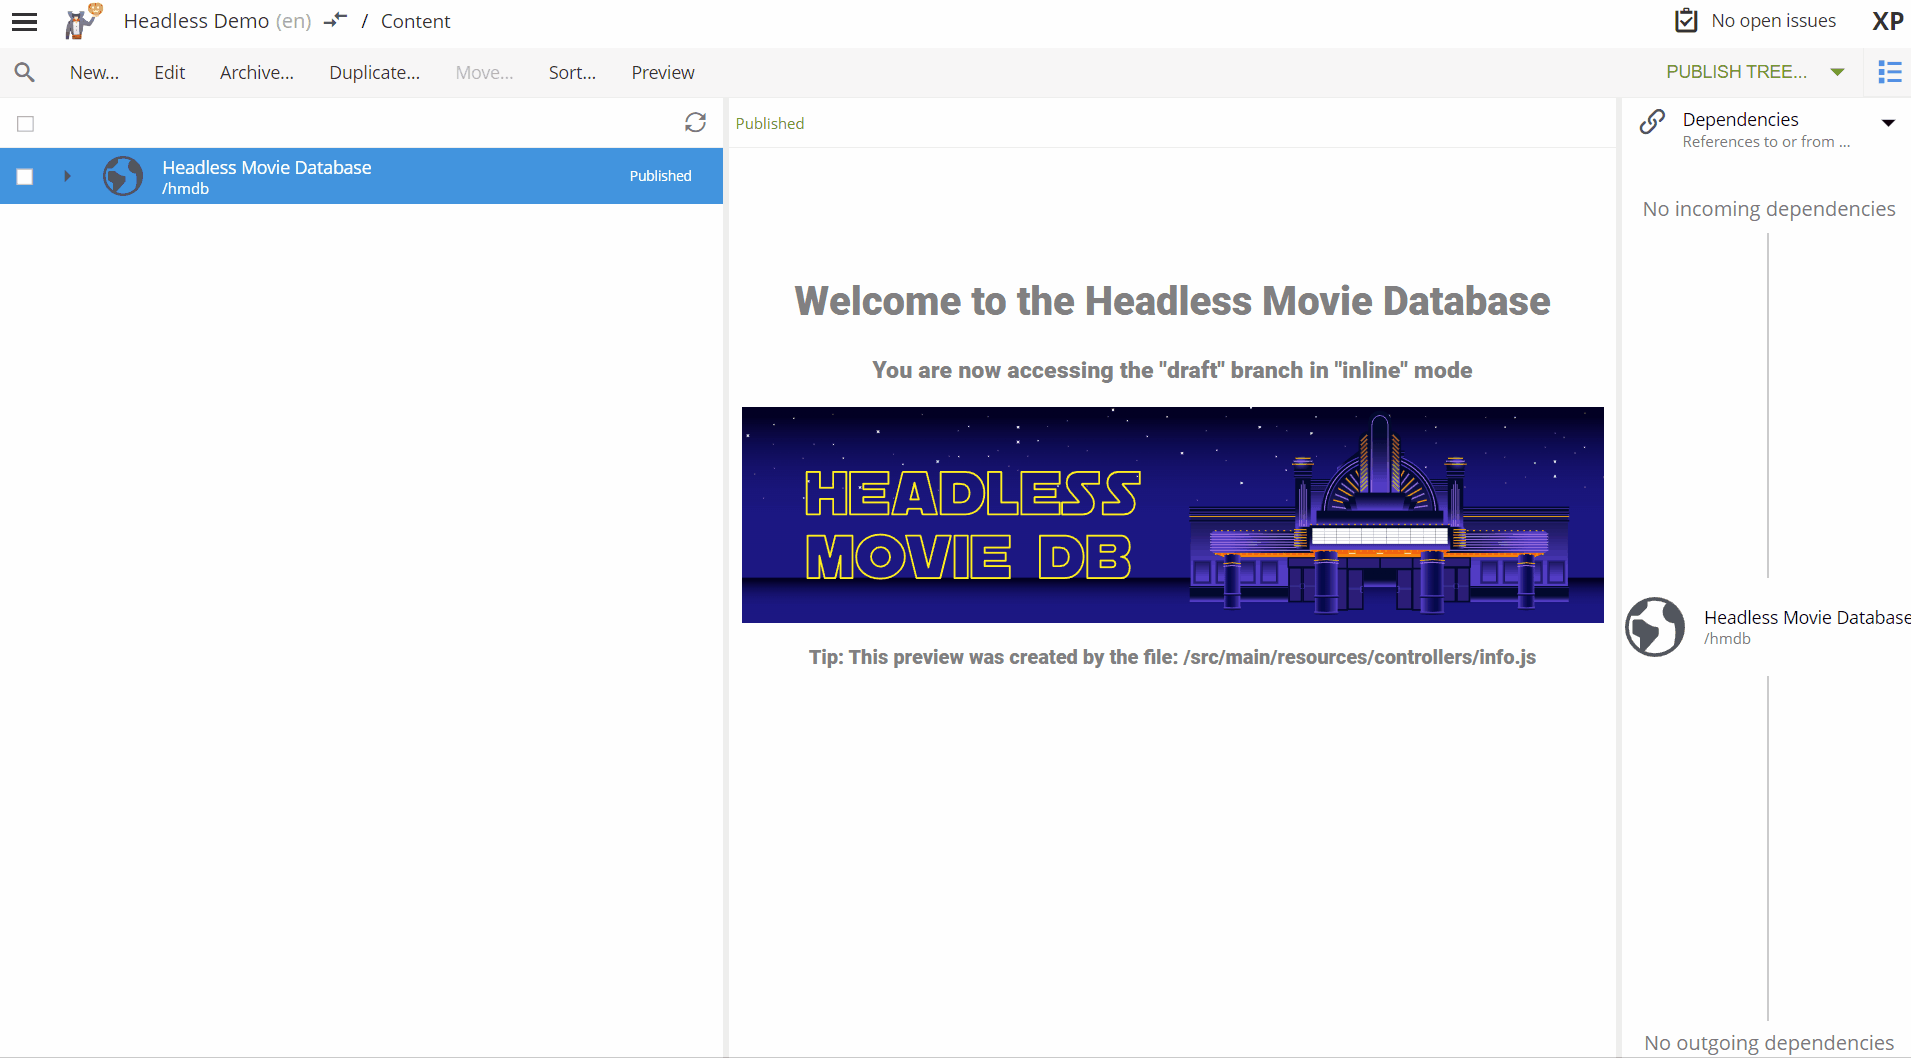 Headless Demo (en) / Content
No open issues
XP
New... Edit Archive... Duplicate... Move... Sort... Preview
PUBLISH TREE...
Headless Movie Database
/hmdb
Published
Published
Welcome to the Headless Movie Database
You are now accessing the "draft" branch in "inline" mode
HEADLESS
MOVIE DB
Tip: This preview was created by the file: /src/main/resources/controllers/info.js
Dependencies
References to or from ...
No incoming dependencies
Headless Movie Database
/hmdb
No outgoing dependencies